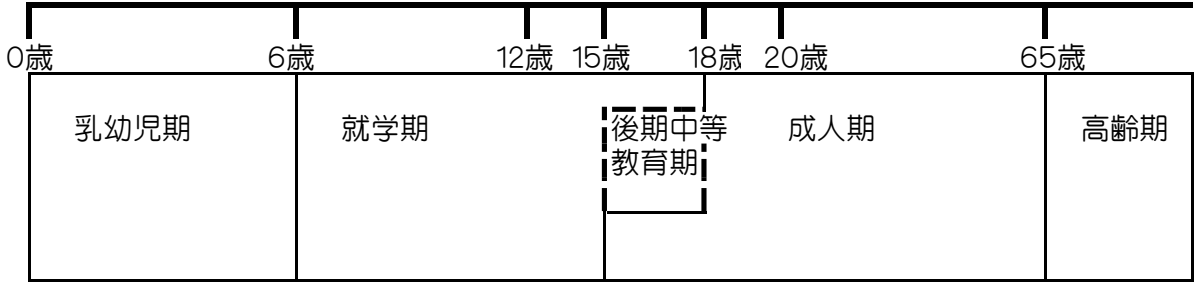 0歳 6歳 12歳 15歳 18歳 20歳 65歳
乳幼児期 就学期 後期中等 成人期 高齢期
教育期